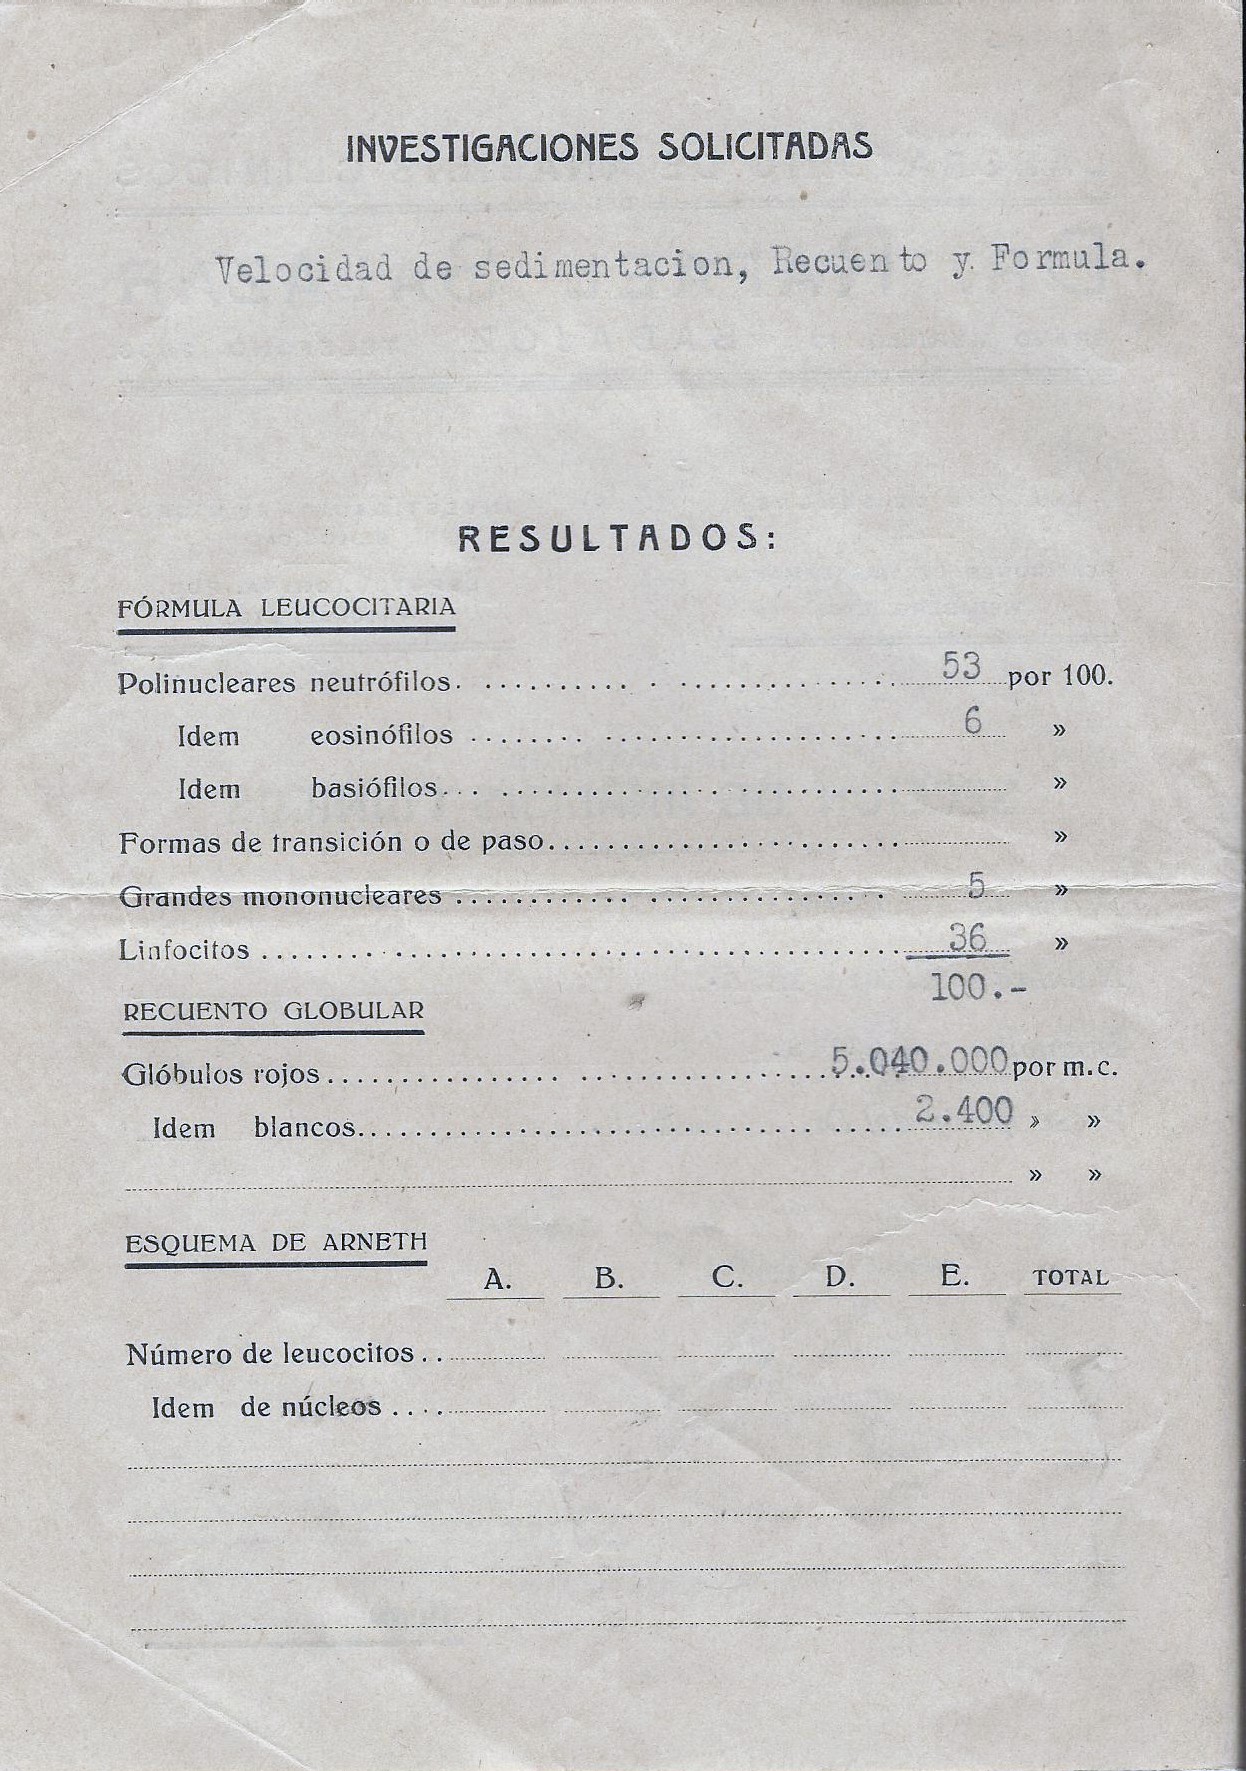 INVESTIGACIONES SOLICITADAS
Velocidad de sedimentacion, Recuento y. Formula.
RESULTADOS:
FÓRMULA LEUCOCITARIA
Polinucleares neutrófilos. .......... . .................. 53 por 100.
Idem eosinófilos ........ .................... 6 »
Idem basiófilos... ........................... »
Formas de transición o de paso........................ »
Grandes mononucleares ............ ................ 5 »
Linfocitos .................................... 36 »
100.-
RECUENTO GLOBULAR
Glóbulos rojos.................... ................. 5.040.000 por m.c.
Idem blancos................................ ..... 2.400 » »
» »
ESQUEMA DE ARNETH
A. B. C. D. E. TOTAL
Número de leucocitos ..
Idem de núcleos ....